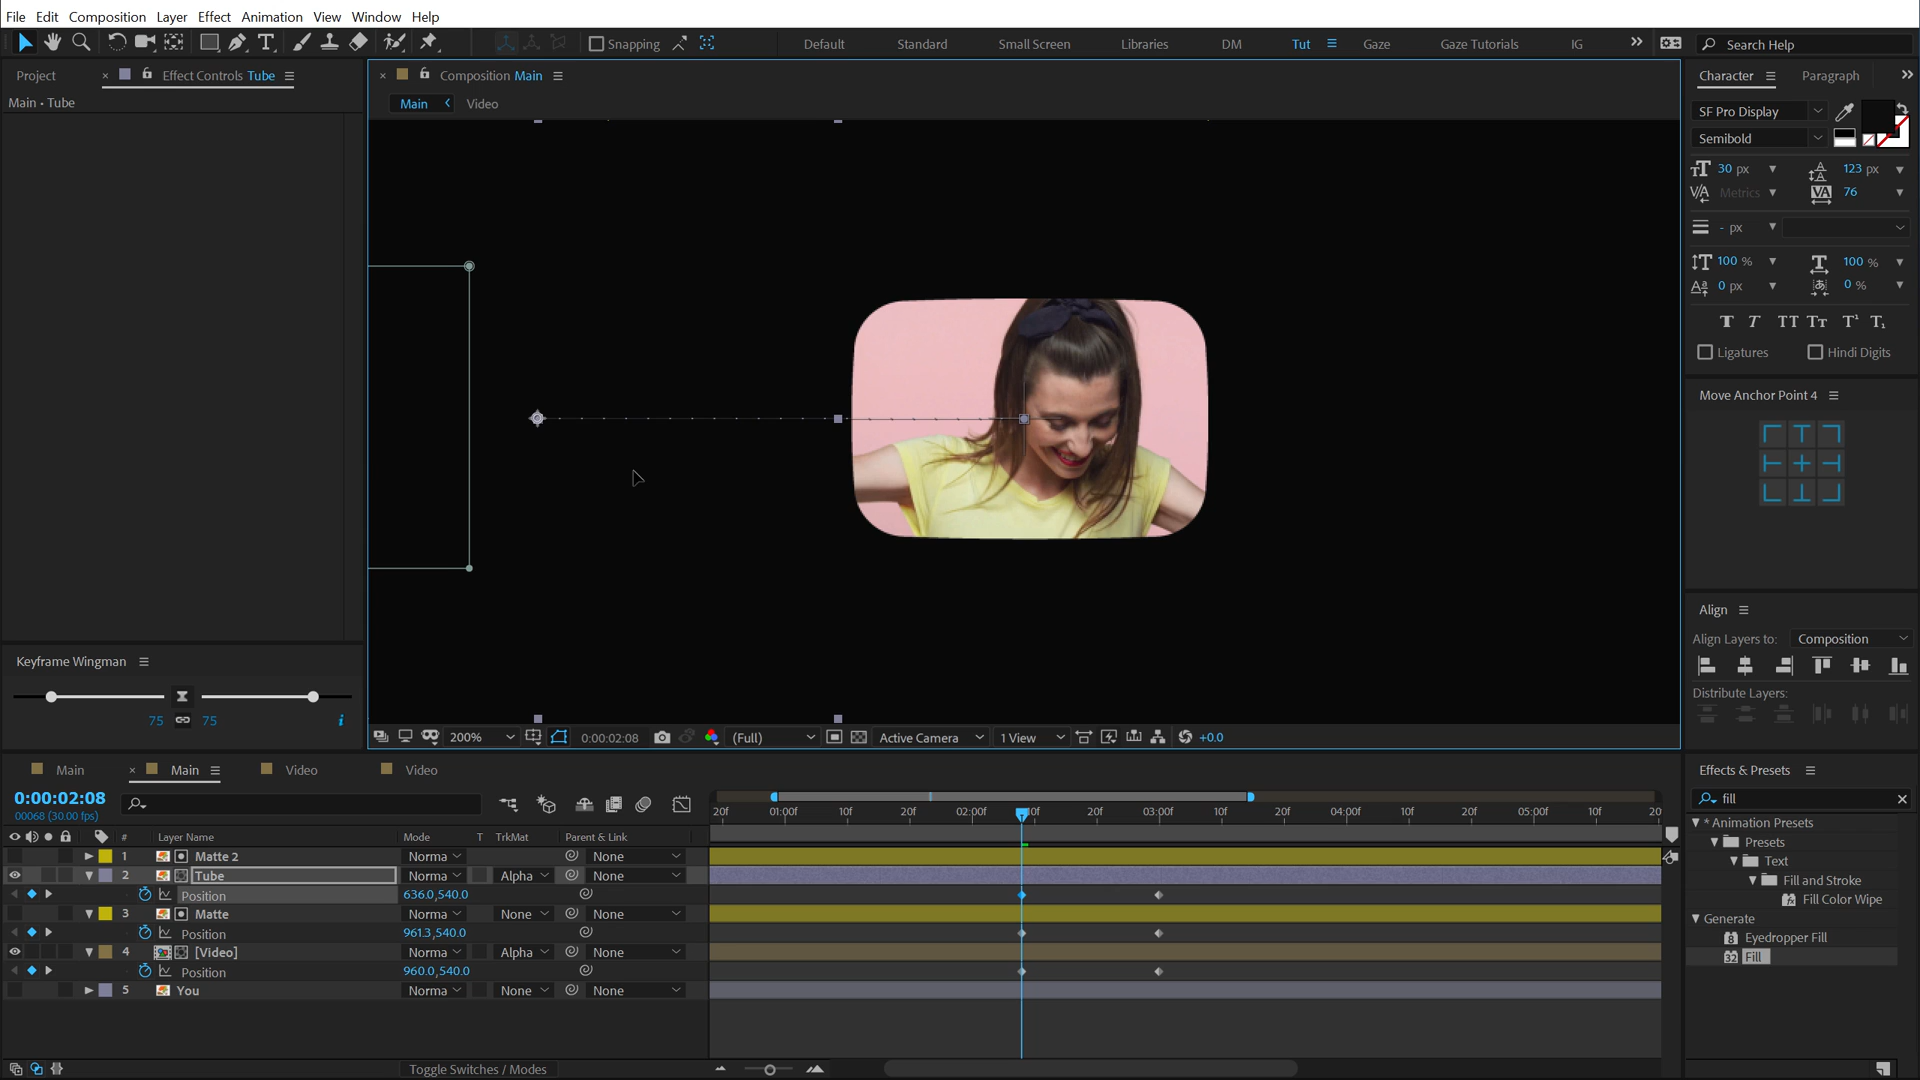 File Edit Composition Layer Effect Animation View Window Help
Snapping Default Standard Small Screen Libraries DM Tut Gaze Gaze Tutorials IG Search Help
Project Effect Controls Tube
Main • Tube
Composition Main
Main Video
Character Paragraph
SF Pro Display
Semibold
30 px 123 px
Metrics 76
- px
100 % 100 %
0 px 0 %
Ligatures Hindi Digits
Move Anchor Point 4
Align
Align Layers to: Composition
Distribute Layers:
Keyframe Wingman
75 75
200% 0:00:02:08 (Full) Active Camera 1 View +0.0
Main Main Video Video
0:00:02:08
00068 (30.00 fps)
# Layer Name Mode T TrkMat Parent & Link
20f 01:00f 10f 20f 02:00f 10f 20f 03:00f 10f 20f 04:00f 10f 20f 05:00f 10f 20
1 Matte 2 Norma None
2 Tube Norma Alpha None
Position 636.0,540.0
3 Matte Norma None None
Position 961.3,540.0
4 [Video] Norma Alpha None
Position 960.0,540.0
5 You Norma None None
Toggle Switches / Modes
Effects & Presets
fill
* Animation Presets
Presets
Text
Fill and Stroke
Fill Color Wipe
Generate
Eyedropper Fill
Fill